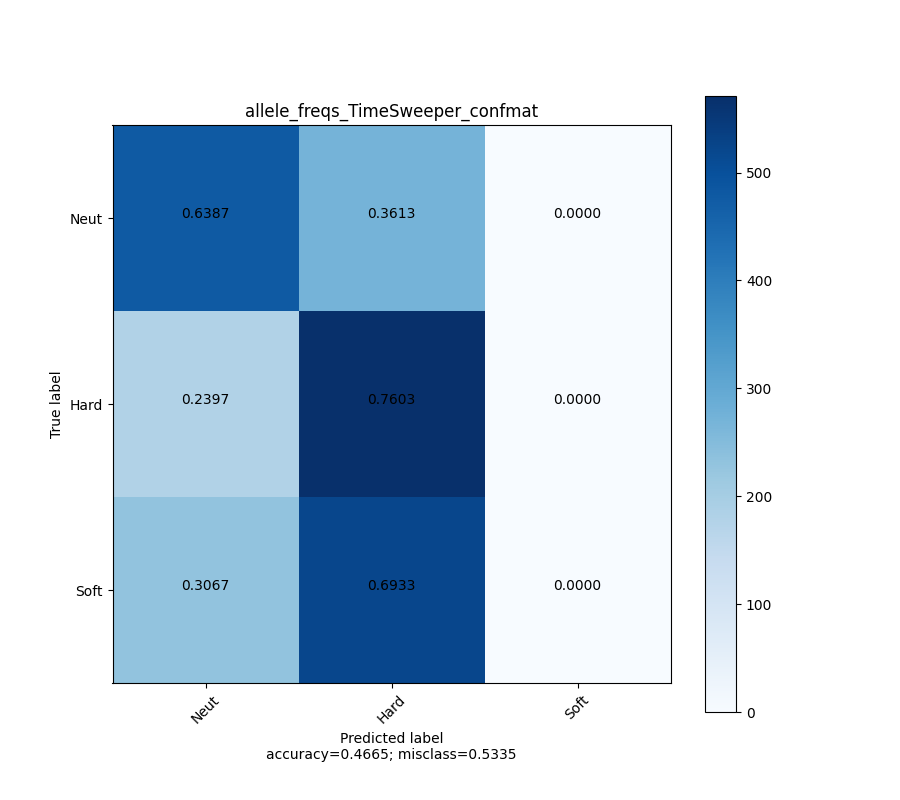 allele_freqs_TimeSweeper_confmat
Neut
0.6387
0.3613
0.0000
Hard
0.2397
0.7603
0.0000
Soft
0.3067
0.6933
0.0000
True label
Neut
Hard
Soft
Predicted label
accuracy=0.4665; misclass=0.5335
500
400
300
200
100
0